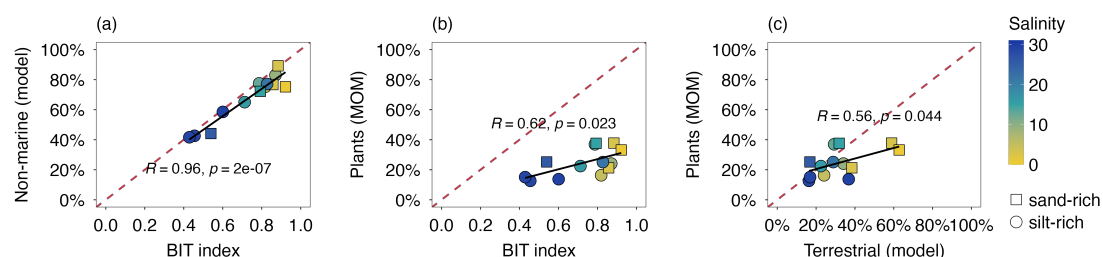 (a)
Non-marine (model)
100%
80%
60%
40%
20%
0%
R = 0.96, p = 2e-07
0.0 0.2 0.4 0.6 0.8 1.0
BIT index
(b)
Plants (MOM)
100%
80%
60%
40%
20%
0%
R = 0.62, p = 0.023
0.0 0.2 0.4 0.6 0.8 1.0
BIT index
(c)
Plants (MOM)
100%
80%
60%
40%
20%
0%
R = 0.56, p = 0.044
0% 20% 40% 60% 80% 100%
Terrestrial (model)
Salinity
30
20
10
0
sand-rich
silt-rich